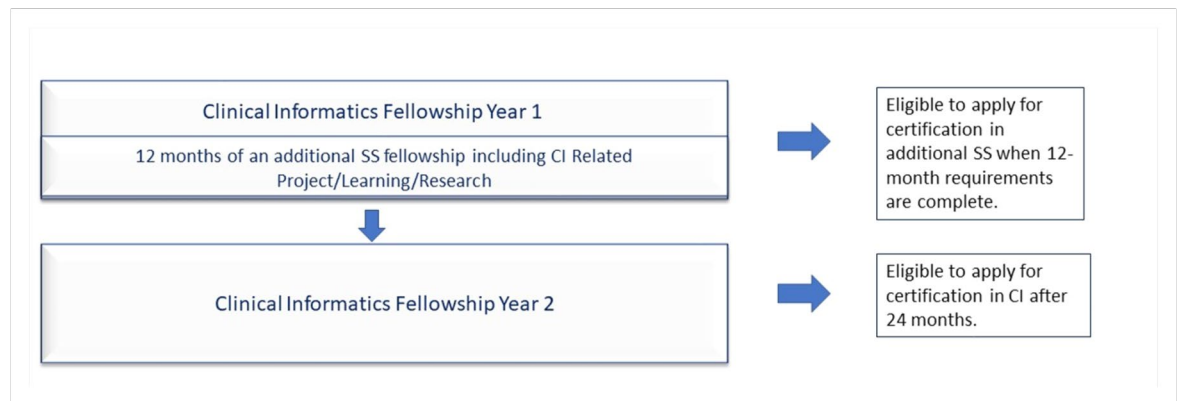 Clinical Informatics Fellowship Year 1
12 months of an additional SS fellowship including CI Related
Project/Learning/Research
Eligible to apply for
certification in
additional SS when 12-
month requirements
are complete.
Clinical Informatics Fellowship Year 2
Eligible to apply for
certification in CI after
24 months.